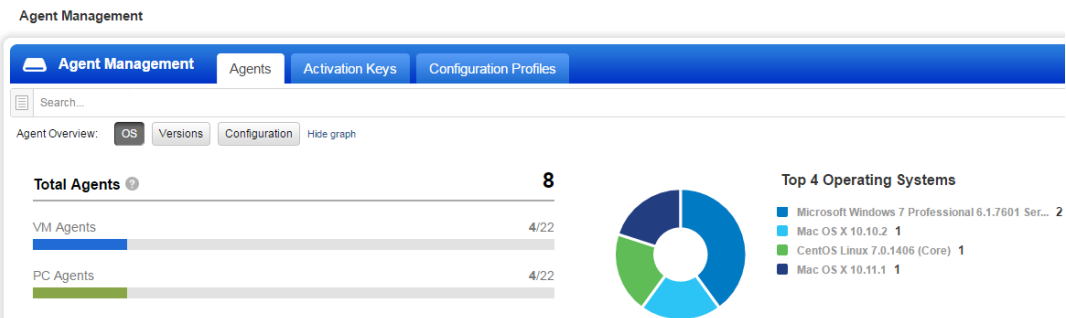 Agent Management
Agent Management Agents Activation Keys Configuration Profiles
Search...
Agent Overview: OS Versions Configuration Hide graph
Total Agents ? 8
VM Agents 4/22
PC Agents 4/22
Top 4 Operating Systems
Microsoft Windows 7 Professional 6.1.7601 Ser... 2
Mac OS X 10.10.2 1
CentOS Linux 7.0.1406 (Core) 1
Mac OS X 10.11.1 1